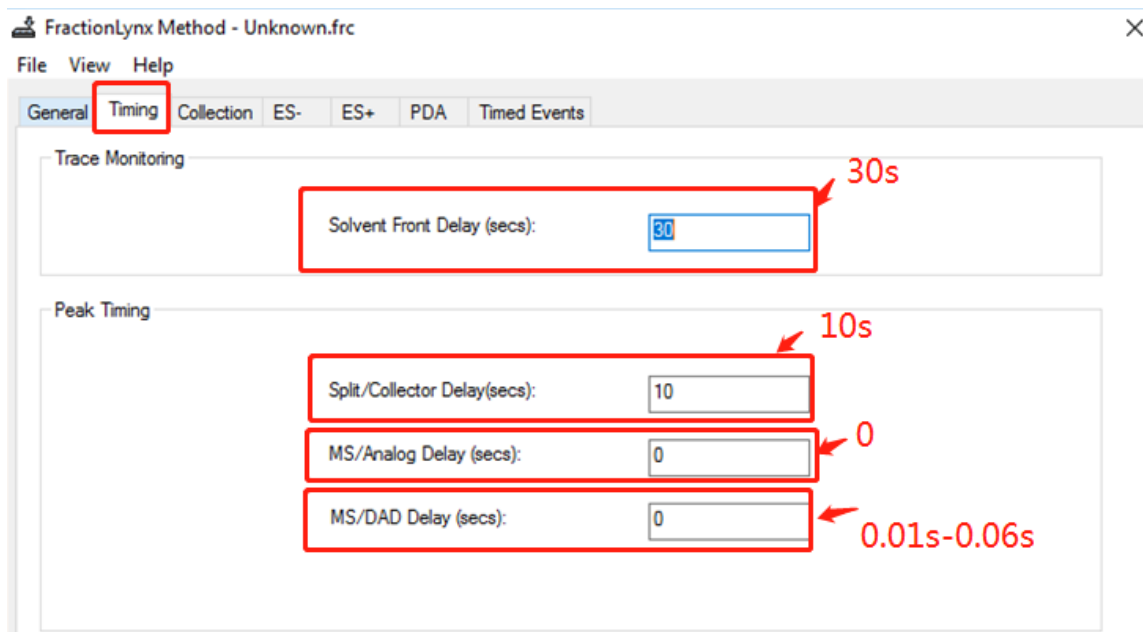 FractionLynx Method - Unknown.frc
File View Help
General Timing Collection ES- ES+ PDA Timed Events
Trace Monitoring
30s
Solvent Front Delay (secs): 30
Peak Timing
10s
Split/Collector Delay(secs): 10
0
MS/Analog Delay (secs): 0
MS/DAD Delay (secs): 0
0.01s-0.06s